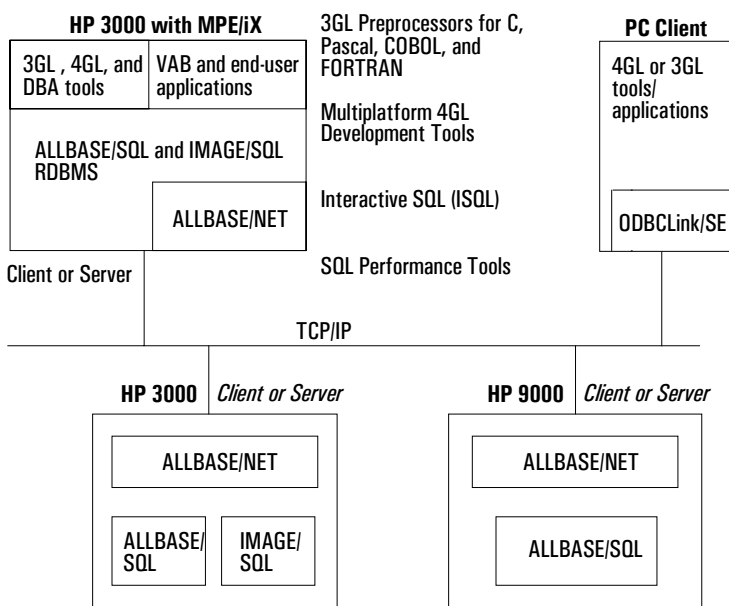 HP 3000 with MPE/iX
3GL , 4GL, and
DBA tools
VAB and end-user
applications
ALLBASE/SQL and IMAGE/SQL
RDBMS
ALLBASE/NET
Client or Server
3GL Preprocessors for C,
Pascal, COBOL, and
FORTRAN
Multiplatform 4GL
Development Tools
Interactive SQL (ISQL)
SQL Performance Tools
PC Client
4GL or 3GL
tools/
applications
ODBCLink/SE
TCP/IP
HP 3000 Client or Server
ALLBASE/NET
ALLBASE/
SQL
IMAGE/
SQL
HP 9000 Client or Server
ALLBASE/NET
ALLBASE/SQL